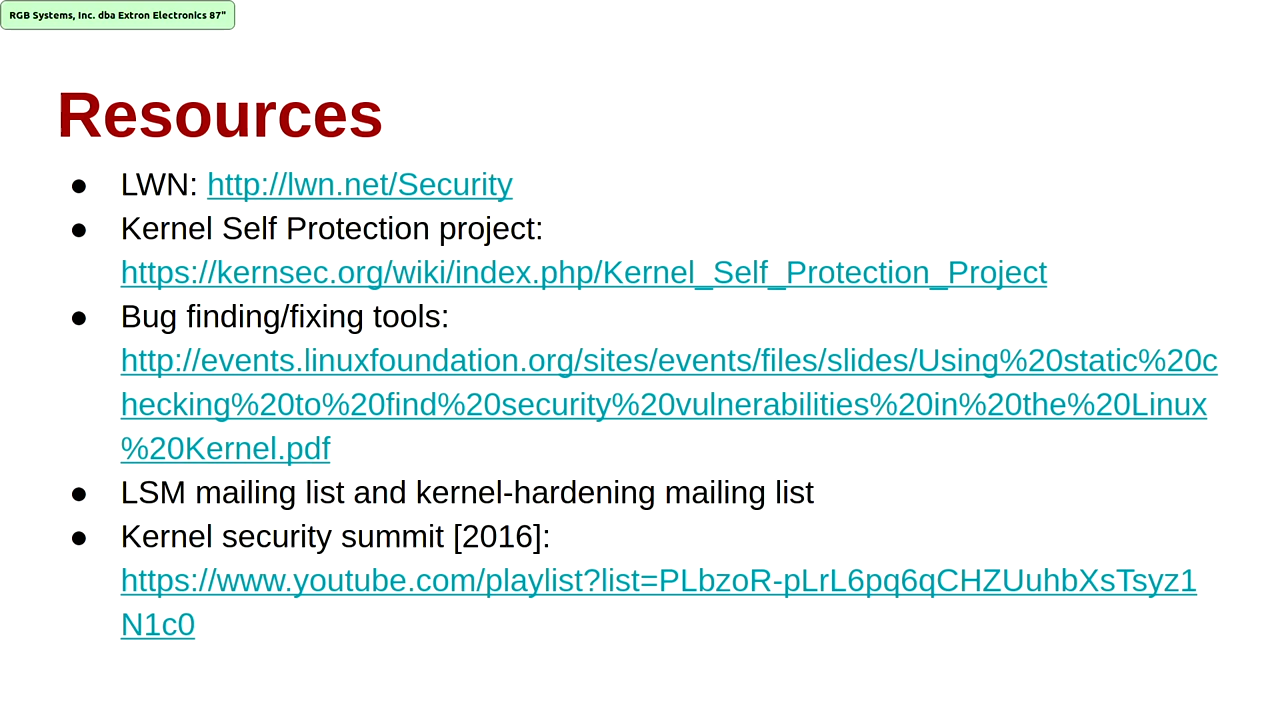 RGB Systems, Inc. dba Extron Electronics 87"
Resources
● LWN: http://lwn.net/Security
● Kernel Self Protection project:
https://kernsec.org/wiki/index.php/Kernel_Self_Protection_Project
● Bug finding/fixing tools:
http://events.linuxfoundation.org/sites/events/files/slides/Using%20static%20c
hecking%20to%20find%20security%20vulnerabilities%20in%20the%20Linux
%20Kernel.pdf
● LSM mailing list and kernel-hardening mailing list
● Kernel security summit [2016]:
https://www.youtube.com/playlist?list=PLbzoR-pLrL6pq6qCHZUuhbXsTsyz1
N1c0